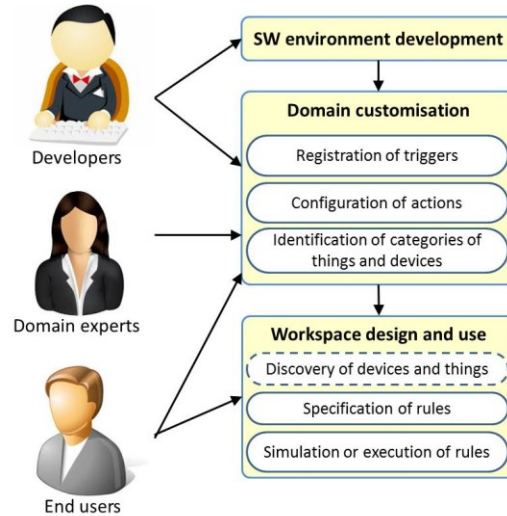 SW environment development
Domain customisation
Developers
Registration of triggers
Configuration of actions
Identification of categories of
things and devices
Domain experts
Workspace design and use
Discovery of devices and things
Specification of rules
Simulation or execution of rules
End users